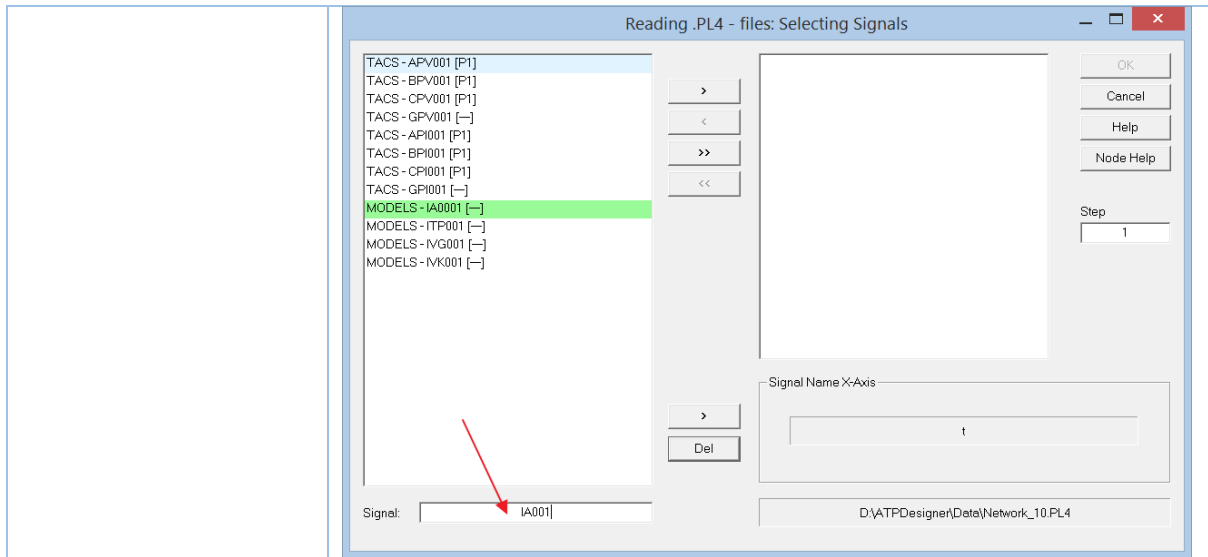 Reading .PL4 - files: Selecting Signals
TACS - APV001 [P1]
TACS - BPV001 [P1]
TACS - CPV001 [P1]
TACS - GPV001 [---]
TACS - API001 [P1]
TACS - BPI001 [P1]
TACS - CPI001 [P1]
TACS - GPI001 [---]
MODELS - IA0001 [---]
MODELS - ITP001 [---]
MODELS - IVG001 [---]
MODELS - IVK001 [---]
>
<
>>
<<
OK
Cancel
Help
Node Help
Step
1
Signal Name X-Axis
t
>
Del
Signal:
IA001
D:\ATPDesigner\Data\Network_10.PL4